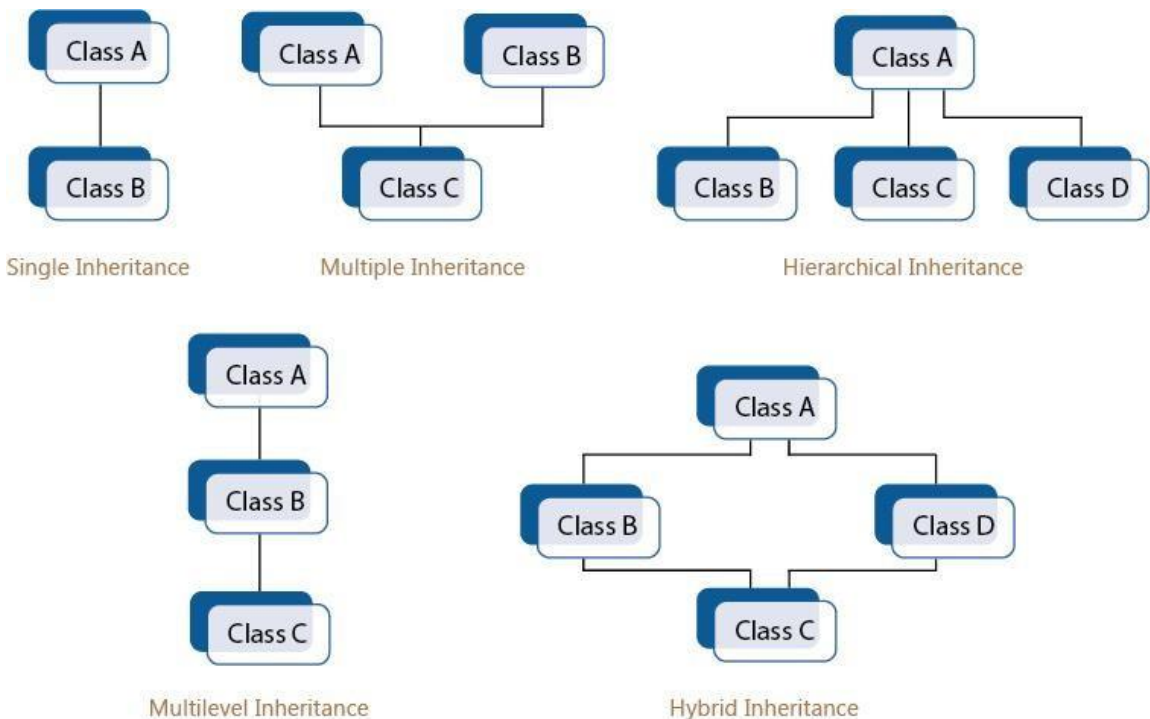 Class A
Class B
Single Inheritance
Class A
Class B
Class C
Multiple Inheritance
Class A
Class B
Class C
Class D
Hierarchical Inheritance
Class A
Class B
Class C
Multilevel Inheritance
Class A
Class B
Class D
Class C
Hybrid Inheritance